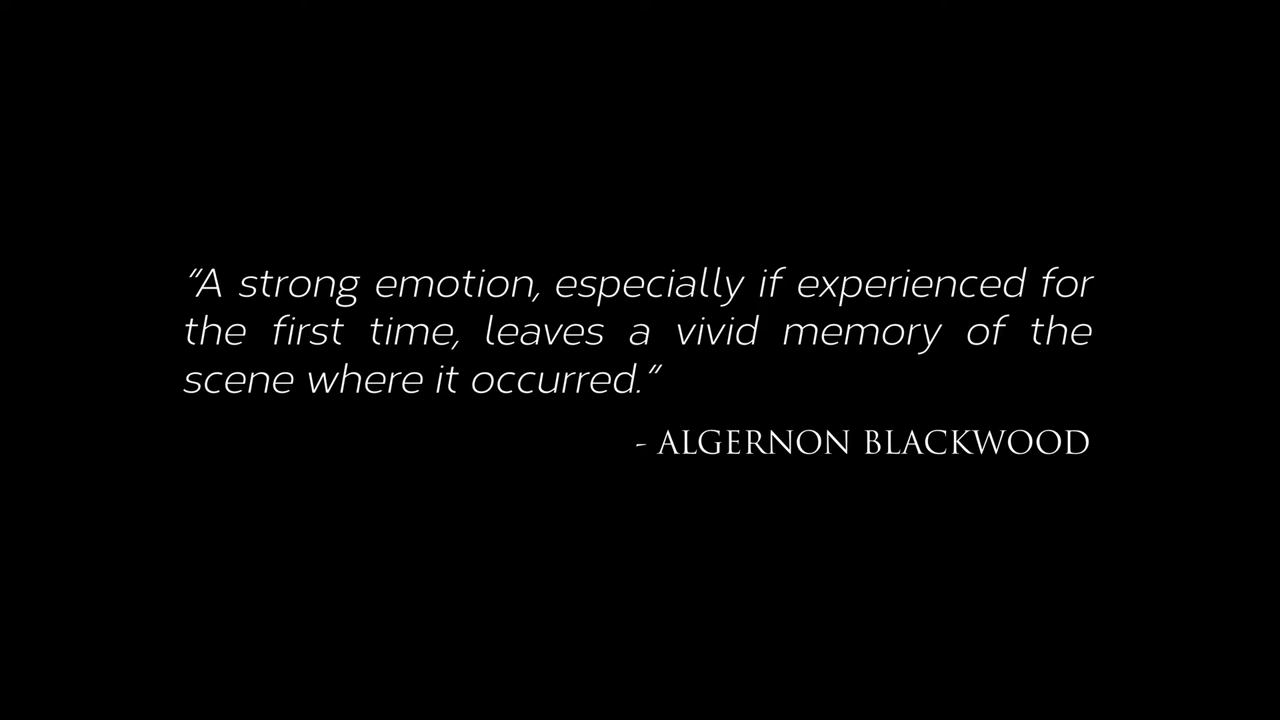 “A strong emotion, especially if experienced for
the first time, leaves a vivid memory of the
scene where it occurred.”
- ALGERNON BLACKWOOD